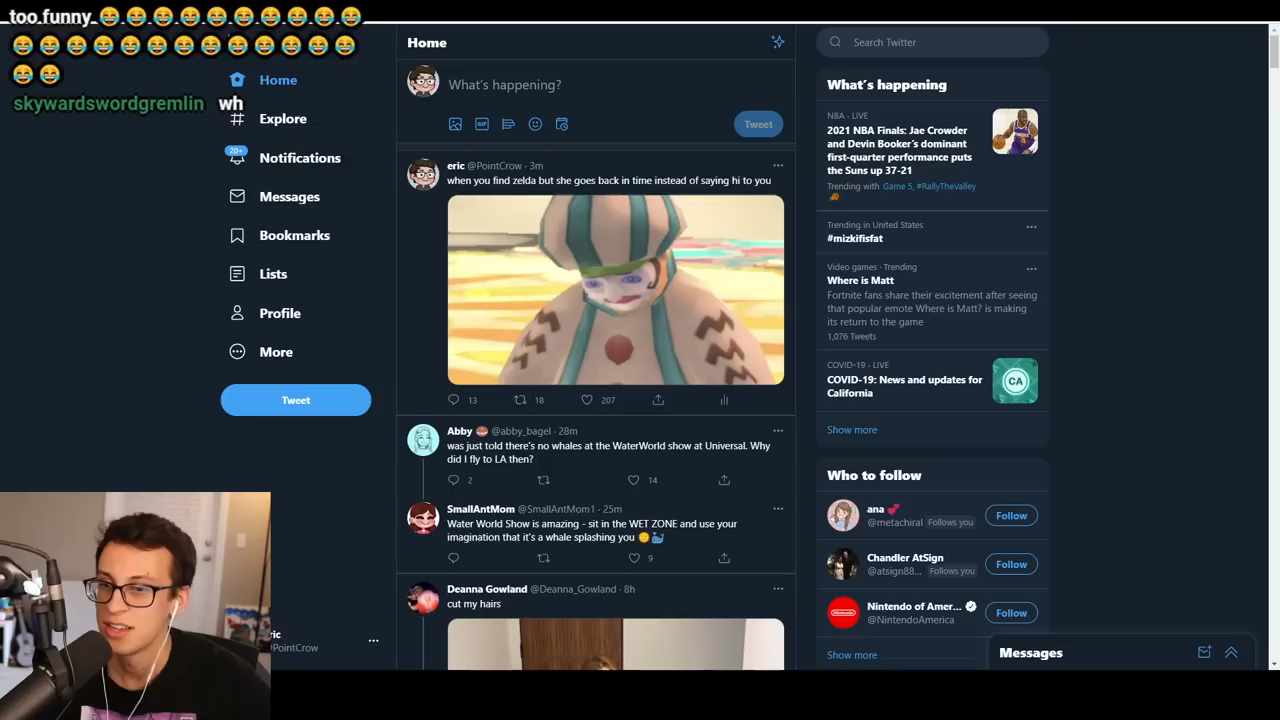 too.funny 😂😂😂😂😂😂😂😂😂😂
😂😂😂😂😂😂😂😂😂😂😂😂😂
😂😂
skywardswordgremlin wh
Home
Explore
20+
Notifications
Messages
Bookmarks
Lists
Profile
More
Tweet
ric
@PointCrow
Home
What's happening?
GIF
Tweet
eric @PointCrow · 3m
when you find zelda but she goes back in time instead of saying hi to you
13 18 207
Abby @abby_bagel · 28m
was just told there's no whales at the WaterWorld show at Universal. Why
did I fly to LA then?
2 14
SmallAntMom @SmallAntMom1 · 25m
Water World Show is amazing - sit in the WET ZONE and use your
imagination that it's a whale splashing you 🌞🐳
9
Deanna Gowland @Deanna_Gowland · 8h
cut my hairs
Search Twitter
What's happening
NBA · LIVE
2021 NBA Finals: Jae Crowder
and Devin Booker's dominant
first-quarter performance puts
the Suns up 37-21
Trending with Game 5, #RallyTheValley
Trending in United States
#mizkifisfat
Video games · Trending
Where is Matt
Fortnite fans share their excitement after seeing
that popular emote Where is Matt? is making
its return to the game
1,076 Tweets
COVID-19 · LIVE
COVID-19: News and updates for
California
CA
Show more
Who to follow
ana 💕
@metachiral Follows you
Follow
Chandler AtSign
@atsign88... Follows you
Follow
Nintendo
Nintendo of Amer...
@NintendoAmerica
Follow
Show more
Messages